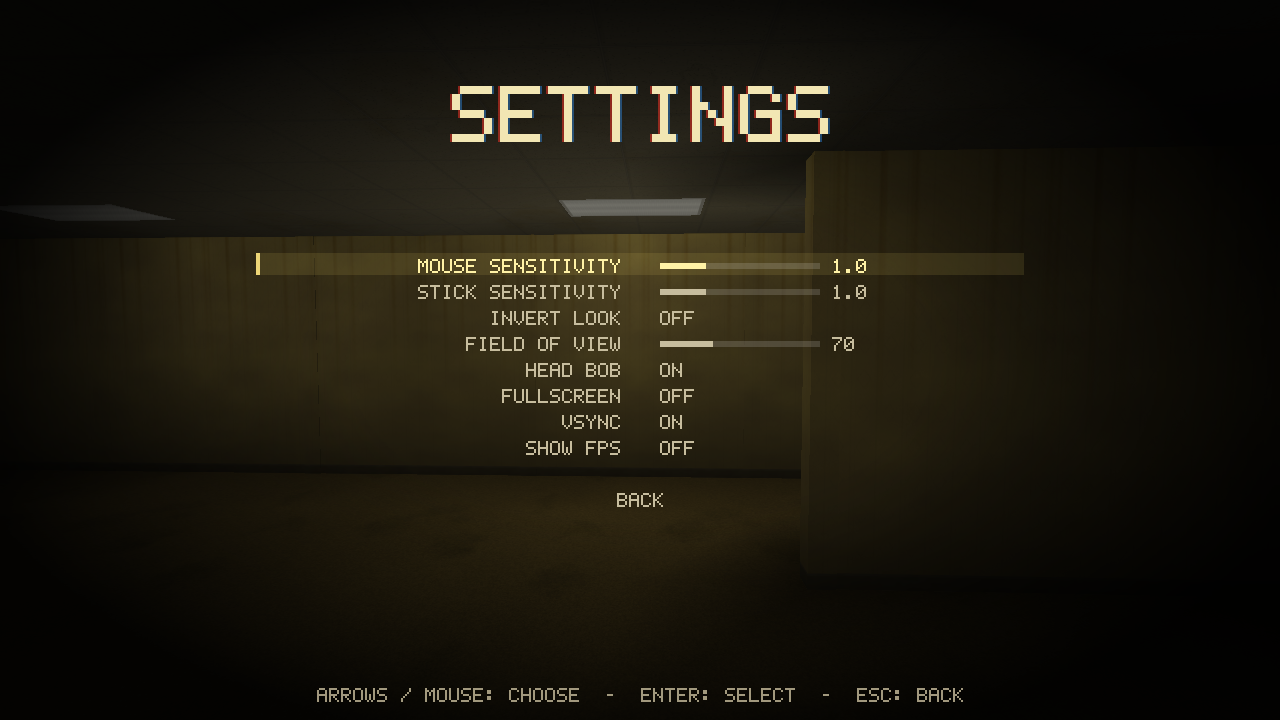 SETTINGS
MOUSE SENSITIVITY 1.0
STICK SENSITIVITY 1.0
INVERT LOOK OFF
FIELD OF VIEW 70
HEAD BOB ON
FULLSCREEN OFF
VSYNC ON
SHOW FPS OFF
BACK
ARROWS / MOUSE: CHOOSE - ENTER: SELECT - ESC: BACK